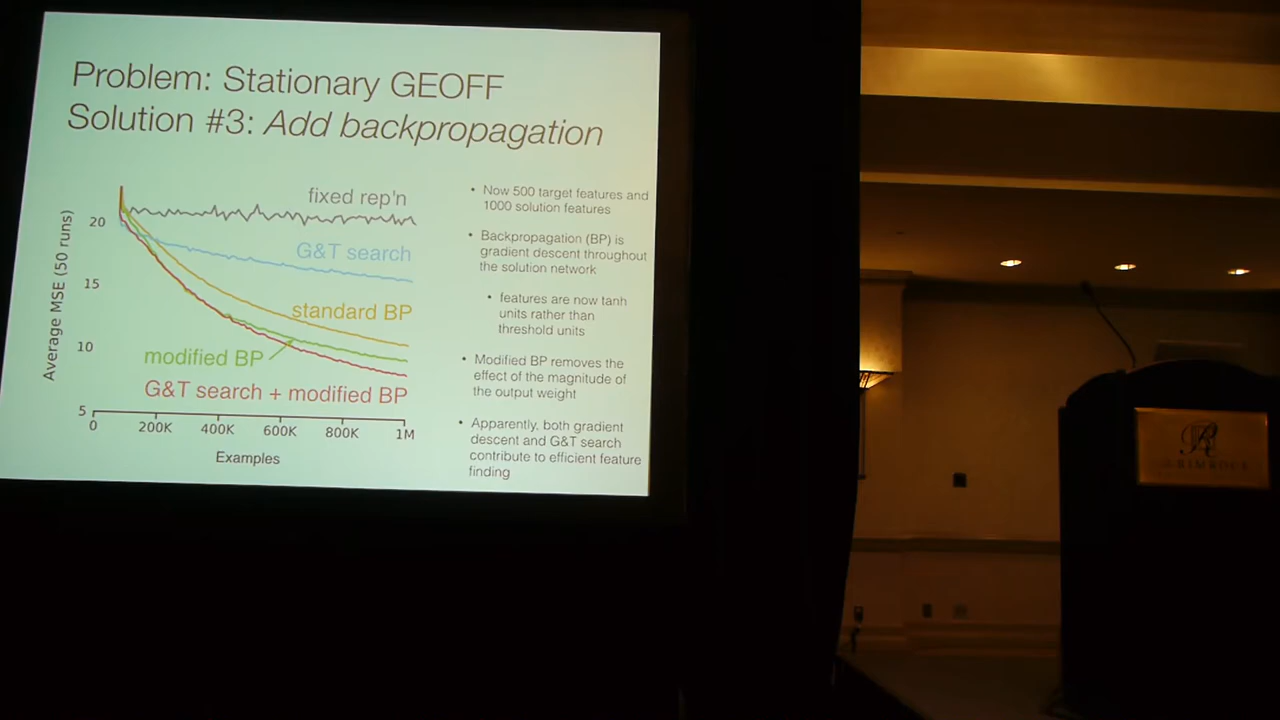 Problem: Stationary GEOFF
Solution #3: Add backpropagation
fixed rep'n
G&T search
standard BP
modified BP
G&T search + modified BP
Average MSE (50 runs)
20
15
10
5
0
200K
400K
600K
800K
1M
Examples
• Now 500 target features and
1000 solution features
• Backpropagation (BP) is
gradient descent throughout
the solution network
• features are now tanh
units rather than
threshold units
• Modified BP removes the
effect of the magnitude of
the output weight
• Apparently, both gradient
descent and G&T search
contribute to efficient feature
finding